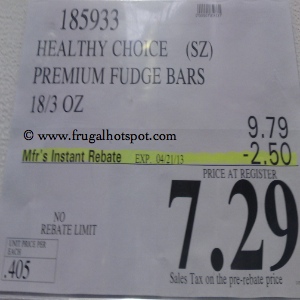 185933
HEALTHY CHOICE (SZ)
PREMIUM FUDGE BARS
18/3 OZ
© www.frugalhotspot.com
9.79
Mfr's Instant Rebate EXP. 04/21/13 -2.50
PRICE AT REGISTER
7.29
NO
REBATE LIMIT
UNIT PRICE PER
EACH
.405
Sales Tax on the pre-rebate price